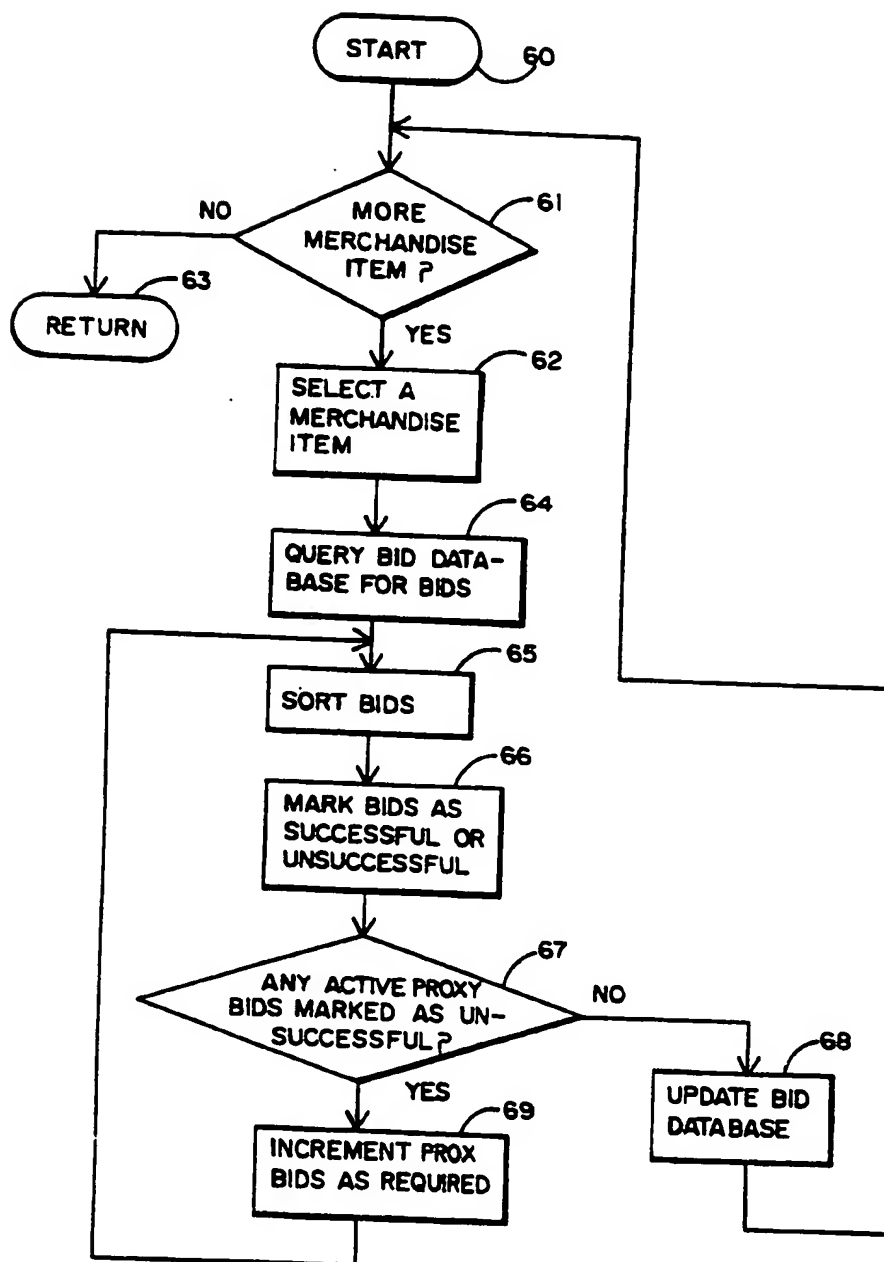 START
60
MORE
MERCHANDISE
ITEM ?
61
NO
63
RETURN
YES
62
SELECT A
MERCHANDISE
ITEM
64
QUERY BID DATA-
BASE FOR BIDS
65
SORT BIDS
66
MARK BIDS AS
SUCCESSFUL OR
UNSUCCESSFUL
67
ANY ACTIVE PROXY
BIDS MARKED AS UN-
SUCCESSFUL?
NO
68
UPDATE BID
DATABASE
YES
69
INCREMENT PROX
BIDS AS REQUIRED